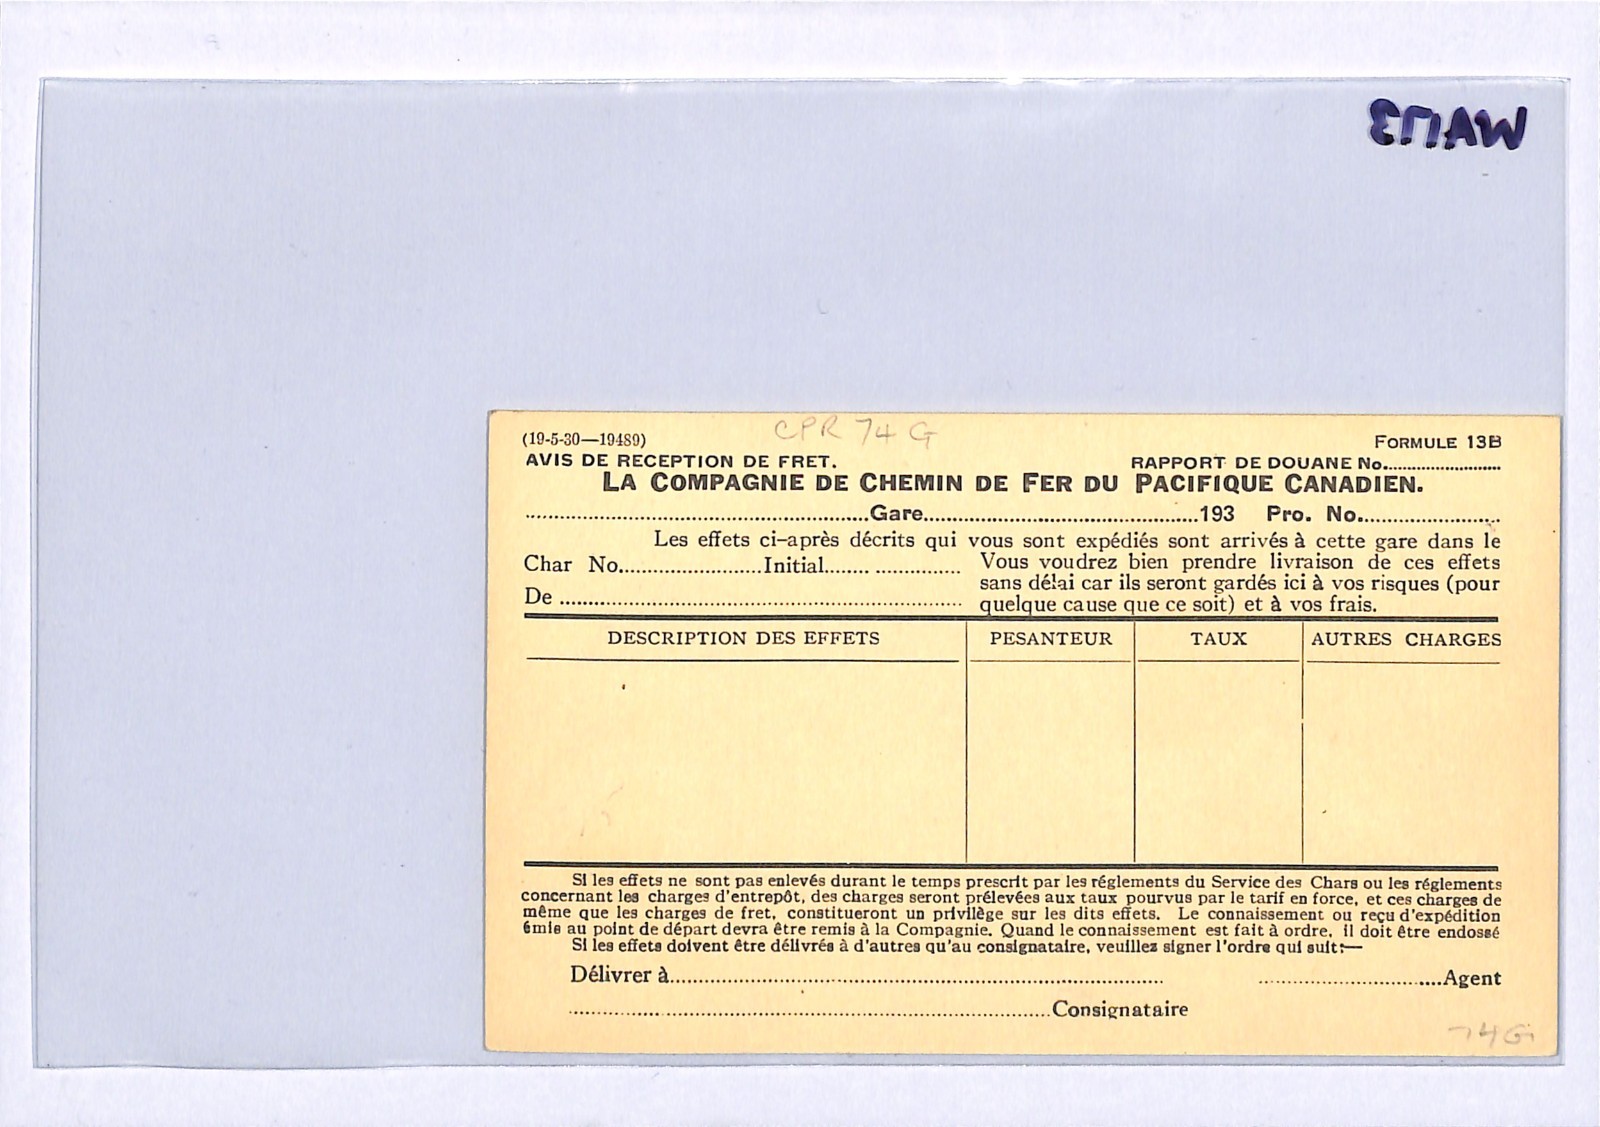 CPR 74 G
(19-5-30—19489) FORMULE 13B
AVIS DE RECEPTION DE FRET. RAPPORT DE DOUANE No..........
LA COMPAGNIE DE CHEMIN DE FER DU PACIFIQUE CANADIEN.
..........Gare..........193 Pro. No..........
Les effets ci-après décrits qui vous sont expédiés sont arrivés à cette gare dans le
Char No..........Initial.......... Vous voudrez bien prendre livraison de ces effets
sans délai car ils seront gardés ici à vos risques (pour
De .......... quelque cause que ce soit) et à vos frais.
DESCRIPTION DES EFFETS PESANTEUR TAUX AUTRES CHARGES
Si les effets ne sont pas enlevés durant le temps prescrit par les réglements du Service des Chars ou les réglements
concernant les charges d'entrepôt, des charges seront prélevées aux taux pourvus par le tarif en force, et ces charges de
même que les charges de fret, constitueront un privilège sur les dits effets. Le connaissement ou reçu d'expédition
émis au point de départ devra être remis à la Compagnie. Quand le connaissement est fait à ordre, il doit être endossé
Si les effets doivent être délivrés à d'autres qu'au consignataire, veuillez signer l'ordre qui suit:—
Délivrer à.......... ..........Agent
..........Consignataire
74G